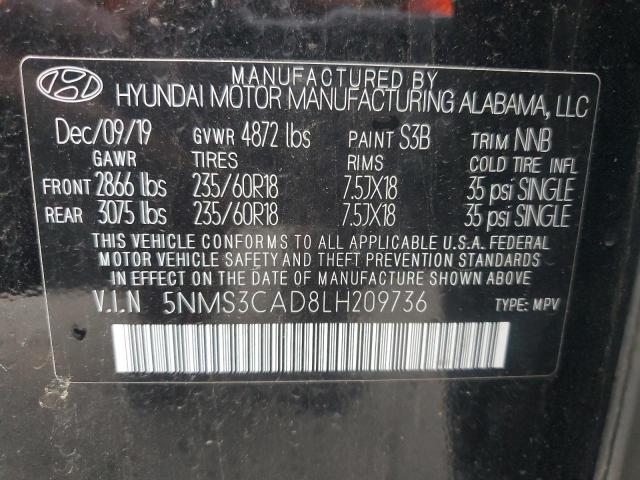 MANUFACTURED BY
HYUNDAI MOTOR MANUFACTURING ALABAMA, LLC
Dec/09/19 GVWR 4872 lbs PAINT S3B TRIM NNB
GAWR TIRES RIMS COLD TIRE INFL
FRONT 2866 lbs 235/60R18 7.5JX18 35 psi SINGLE
REAR 3075 lbs 235/60R18 7.5JX18 35 psi SINGLE
THIS VEHICLE CONFORMS TO ALL APPLICABLE U.S.A. FEDERAL
MOTOR VEHICLE SAFETY AND THEFT PREVENTION STANDARDS
IN EFFECT ON THE DATE OF MANUFACTURE SHOWN ABOVE.
V.I.N 5NMS3CAD8LH209736 TYPE: MPV